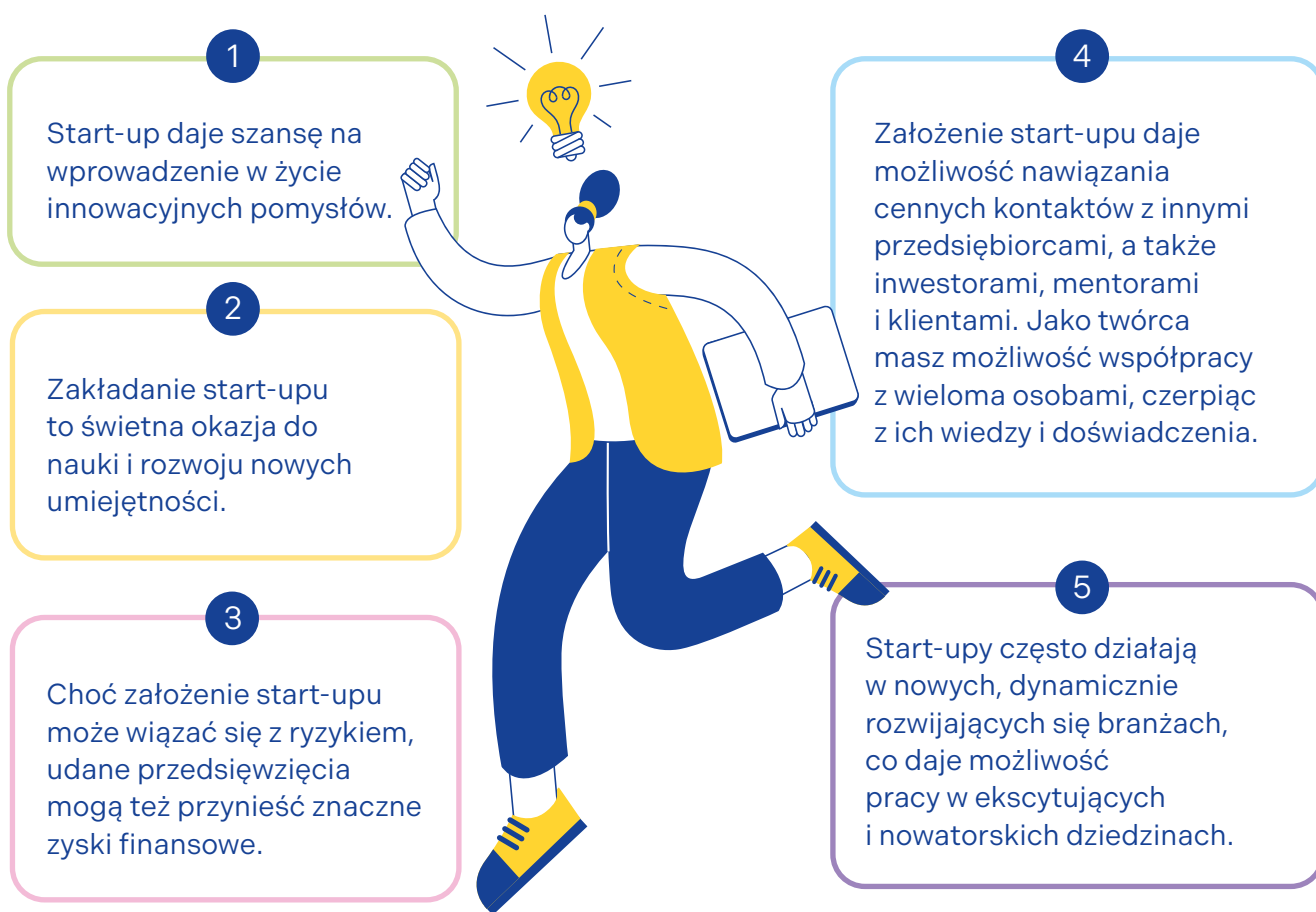 1
Start-up daje szansę na
wprowadzenie w życie
innowacyjnych pomysłów.
2
Zakładanie start-upu
to świetna okazja do
nauki i rozwoju nowych
umiejętności.
3
Choć założenie start-upu
może wiązać się z ryzykiem,
udane przedsięwzięcia
mogą też przynieść znaczne
zyski finansowe.
4
Założenie start-upu daje
możliwość nawiązania
cennych kontaktów z innymi
przedsiębiorcami, a także
inwestorami, mentorami
i klientami. Jako twórca
masz możliwość współpracy
z wieloma osobami, czerpiąc
z ich wiedzy i doświadczenia.
5
Start-upy często działają
w nowych, dynamicznie
rozwijających się branżach,
co daje możliwość
pracy w ekscytujących
i nowatorskich dziedzinach.